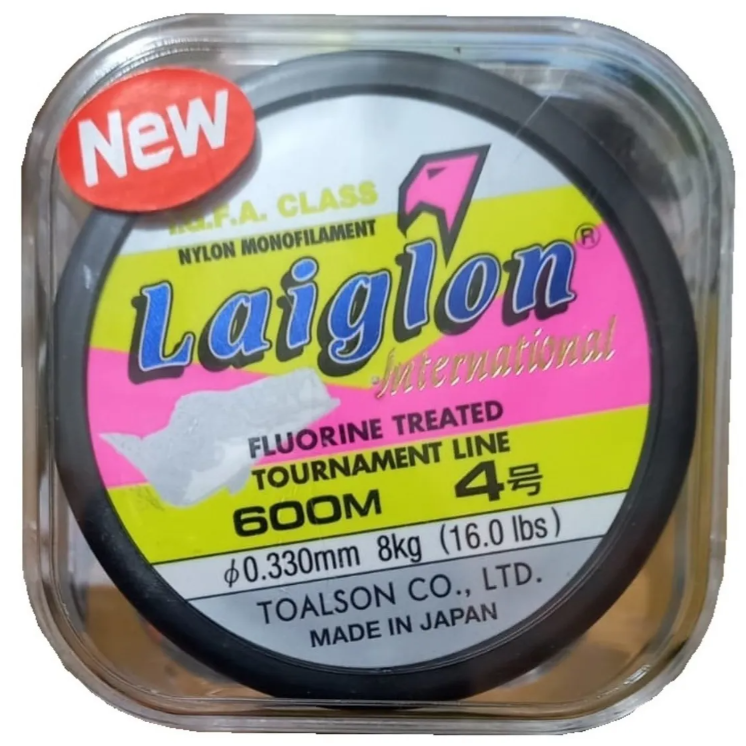 New
I.G.F.A. CLASS
NYLON MONOFILAMENT
Laiglon®
International
FLUORINE TREATED
TOURNAMENT LINE
600M 4号
φ0.330mm 8kg (16.0 lbs)
TOALSON CO., LTD.
MADE IN JAPAN